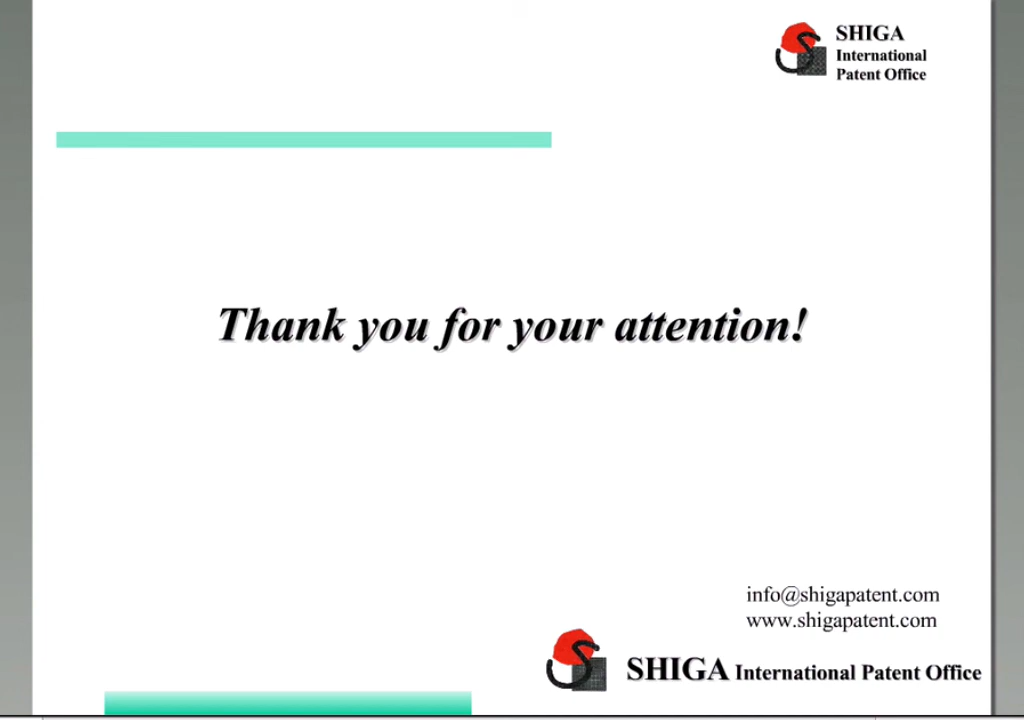 SHIGA
International
Patent Office
Thank you for your attention!
info@shigapatent.com
www.shigapatent.com
SHIGA International Patent Office